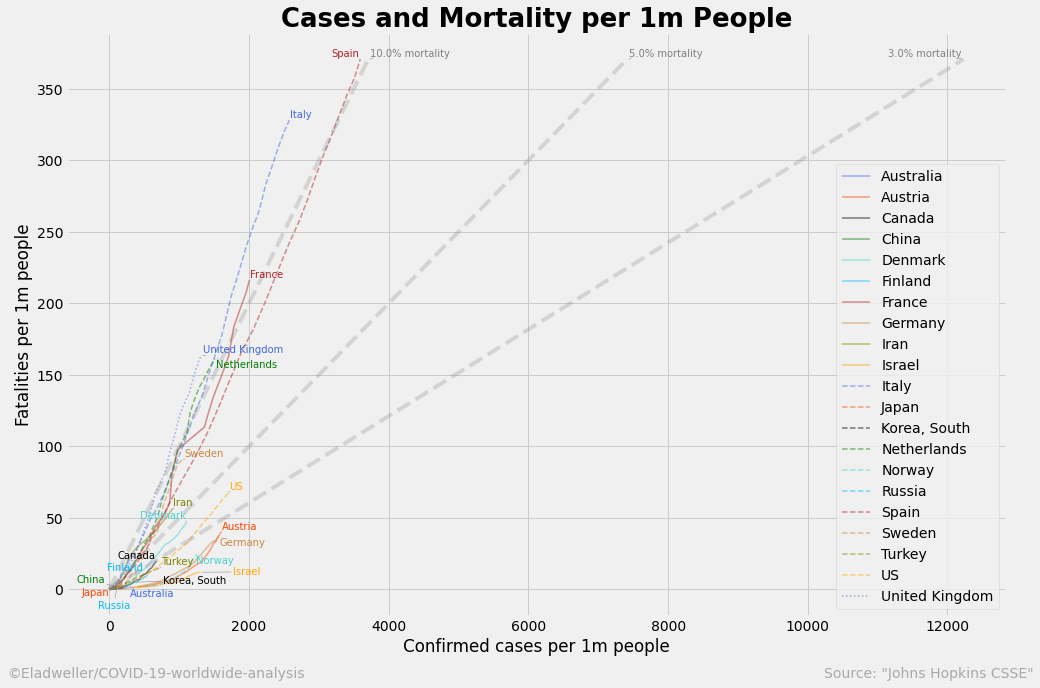 Cases and Mortality per 1m People
Spain 10.0% mortality 5.0% mortality 3.0% mortality
Italy
France
United Kingdom
Netherlands
Sweden
US
Iran
Denmark
Austria
Germany
Canada
Finland
Turkey
Norway
Israel
China
Korea, South
Japan
Australia
Russia
350
300
250
200
150
100
50
0
Fatalities per 1m people
0 2000 4000 6000 8000 10000 12000
Confirmed cases per 1m people
Australia
Austria
Canada
China
Denmark
Finland
France
Germany
Iran
Israel
Italy
Japan
Korea, South
Netherlands
Norway
Russia
Spain
Sweden
Turkey
US
United Kingdom
©Eladweller/COVID-19-worldwide-analysis
Source: "Johns Hopkins CSSE"